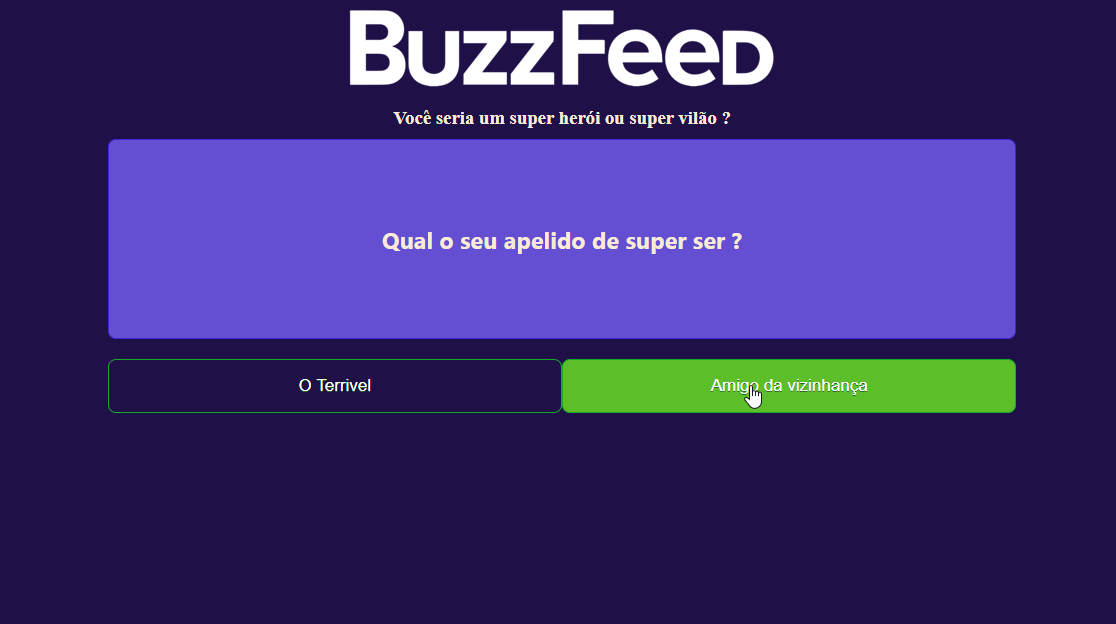 BuzzFeed
Você seria um super herói ou super vilão ?
Qual o seu apelido de super ser ?
O Terrivel
Amigo da vizinhança